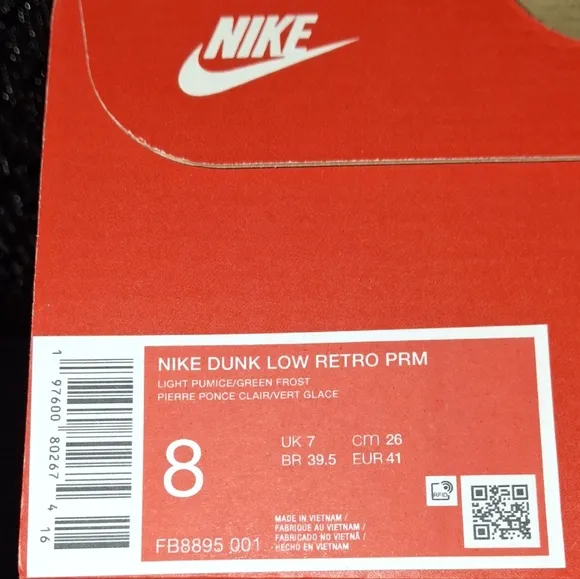 NIKE
NIKE DUNK LOW RETRO PRM
LIGHT PUMICE/GREEN FROST
PIERRE PONCE CLAIR/VERT GLACE
8
UK 7 cm 26
BR 39.5 EUR 41
RFID
MADE IN VIETNAM /
FABRIQUE AU VIETNAM /
FABRICADO NO VIETNÃ /
HECHO EN VIETNAM
FB8895 001
1 97600 80267 4 16